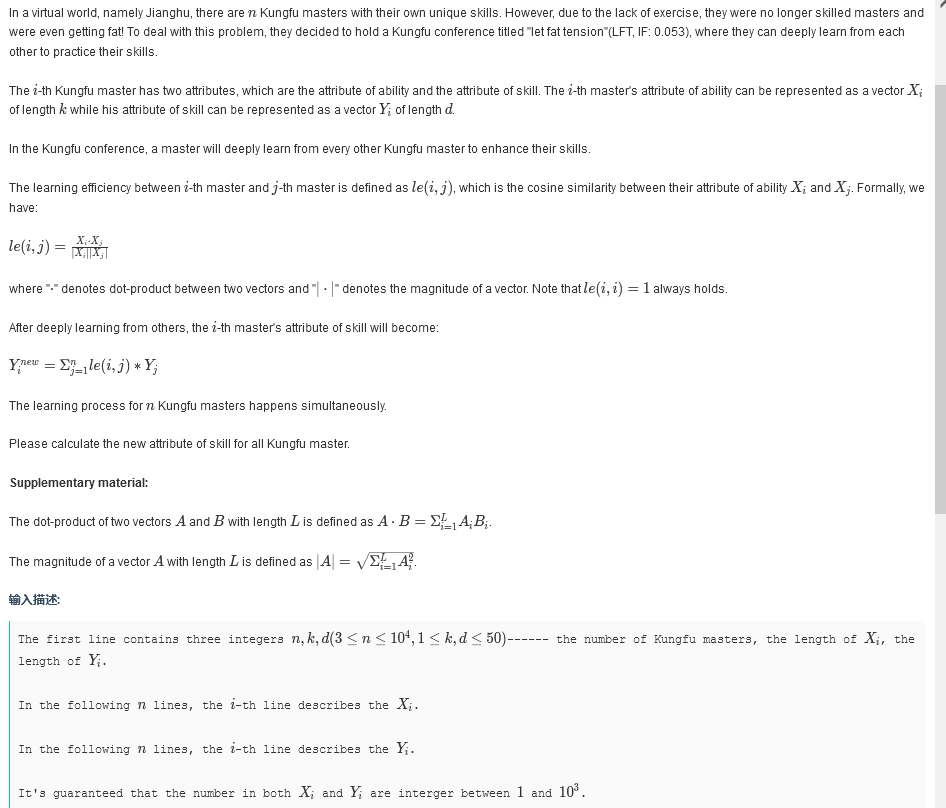 In a virtual world, namely Jianghu, there are n Kungfu masters with their own unique skills. However, due to the lack of exercise, they were no longer skilled masters and
were even getting fat! To deal with this problem, they decided to hold a Kungfu conference titled "let fat tension"(LFT, IF: 0.053), where they can deeply learn from each
other to practice their skills.
The i-th Kungfu master has two attributes, which are the attribute of ability and the attribute of skill. The i-th master's attribute of ability can be represented as a vector X_i
of length k while his attribute of skill can be represented as a vector Y_i of length d.
In the Kungfu conference, a master will deeply learn from every other Kungfu master to enhance their skills.
The learning efficiency between i-th master and j-th master is defined as le(i, j), which is the cosine similarity between their attribute of ability X_i and X_j. Formally, we
have:
le(i, j) = \frac{X_i \cdot X_j}{|X_i||X_j|}
where "·" denotes dot-product between two vectors and "| · |" denotes the magnitude of a vector. Note that le(i, i) = 1 always holds.
After deeply learning from others, the i-th master's attribute of skill will become:
Y_i^{new} = Σ_{j=1}^n le(i, j) * Y_j
The learning process for n Kungfu masters happens simultaneously.
Please calculate the new attribute of skill for all Kungfu master.
Supplementary material:
The dot-product of two vectors A and B with length L is defined as A · B = Σ_{i=1}^L A_i B_i.
The magnitude of a vector A with length L is defined as |A| = \sqrt{Σ_{i=1}^L A_i^2}.
输入描述:
The first line contains three integers n, k, d(3 ≤ n ≤ 10^4, 1 ≤ k, d ≤ 50)------ the number of Kungfu masters, the length of X_i, the
length of Y_i.
In the following n lines, the i-th line describes the X_i.
In the following n lines, the i-th line describes the Y_i.
It's guaranteed that the number in both X_i and Y_i are interger between 1 and 10^3.